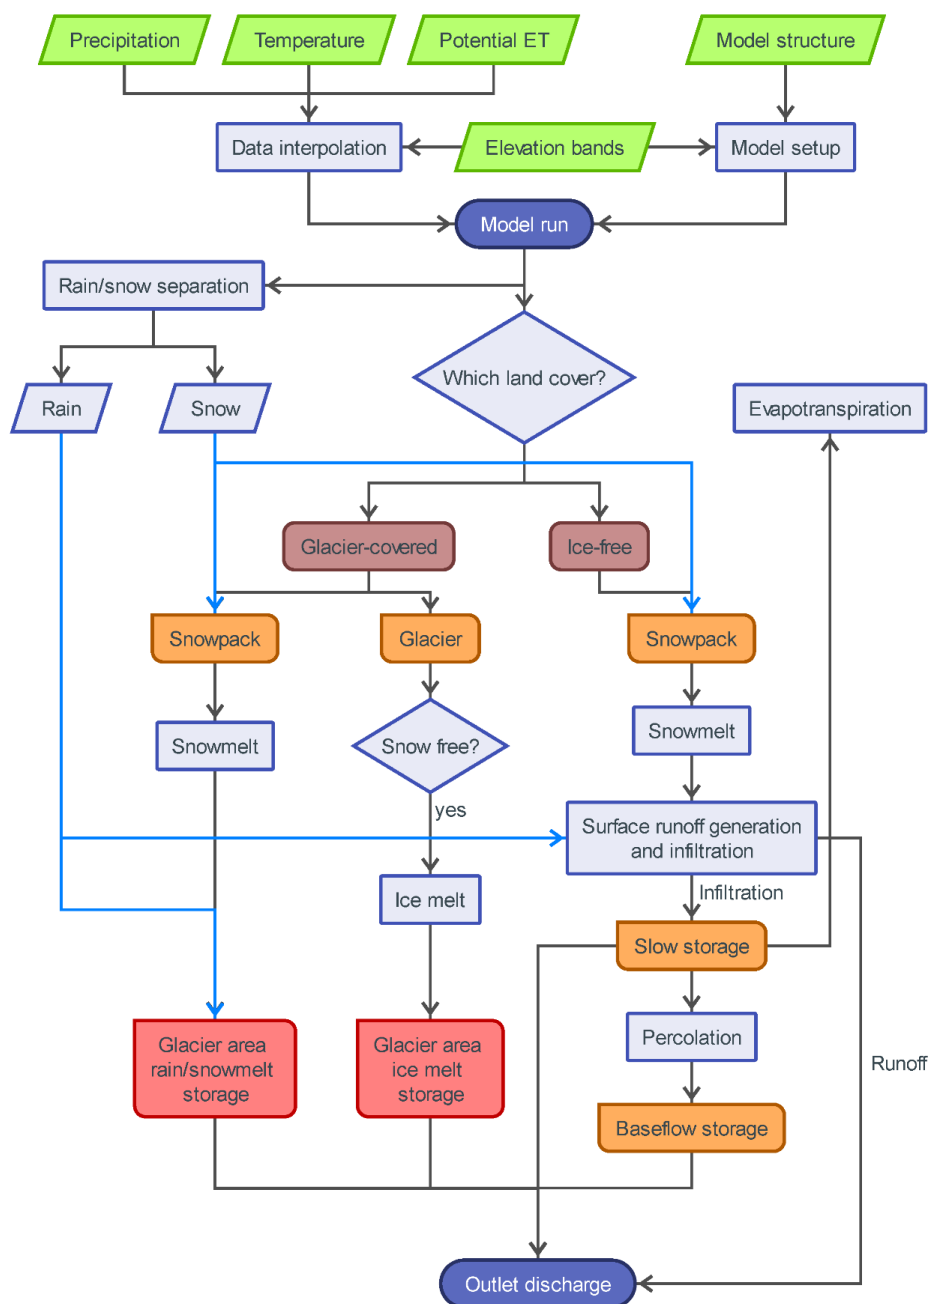 Precipitation
Temperature
Potential ET
Model structure
Data interpolation
Elevation bands
Model setup
Model run
Rain/snow separation
Which land cover?
Rain
Snow
Evapotranspiration
Glacier-covered
Ice-free
Snowpack
Glacier
Snowpack
Snowmelt
Snow free?
Snowmelt
yes
Surface runoff generation
and infiltration
Ice melt
Infiltration
Slow storage
Glacier area
rain/snowmelt
storage
Glacier area
ice melt
storage
Percolation
Runoff
Baseflow storage
Outlet discharge